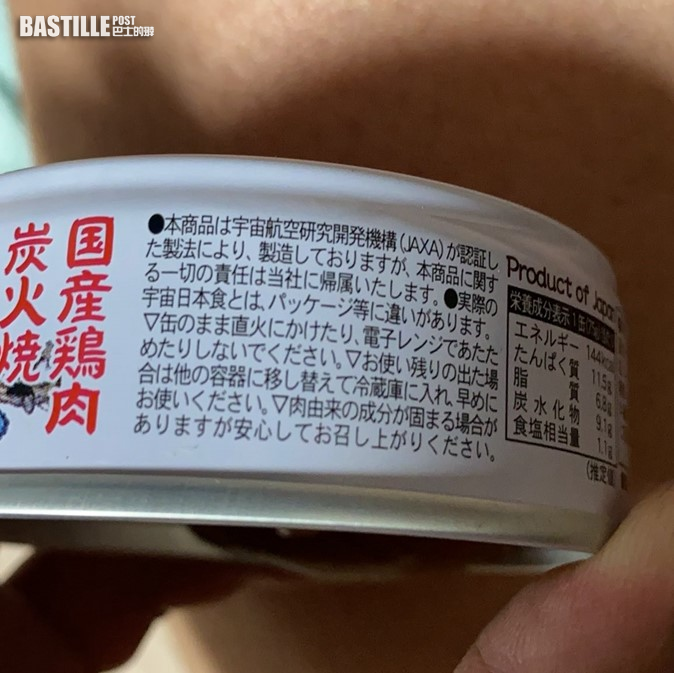 BASTILLE POST
巴士的報
国産鶏肉
炭火焼
●本商品は宇宙航空研究開発機構(JAXA)が認証し
た製法により、製造しておりますが、本商品に関す
る一切の責任は当社に帰属いたします。●実際の
宇宙日本食とは、パッケージ等に違いがあります。
▽缶のまま直火にかけたり、電子レンジであたた
めたりしないでください。▽お使い残りの出た場
合は他の容器に移し替えて冷蔵庫に入れ、早めに
お使いください。▽肉由来の成分が固まる場合が
ありますが安心してお召し上がりください。
Product of Japan
栄養成分表示1缶(75g)
エネルギー 144kcal
たんぱく質 11.5g
脂質 6.8g
炭水化物 9.1g
食塩相当量 1.1g
(推定値)